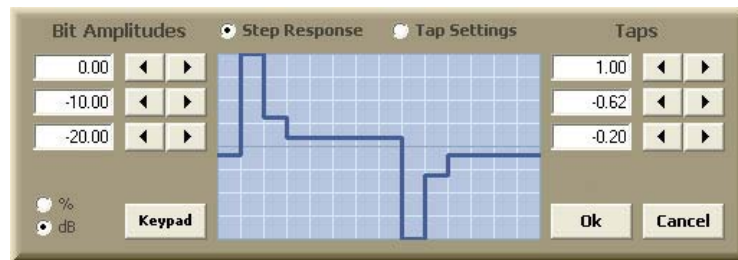 Bit Amplitudes
Step Response
Tap Settings
Taps
0.00
1.00
-10.00
-0.62
-20.00
-0.20
%
dB
Keypad
Ok
Cancel